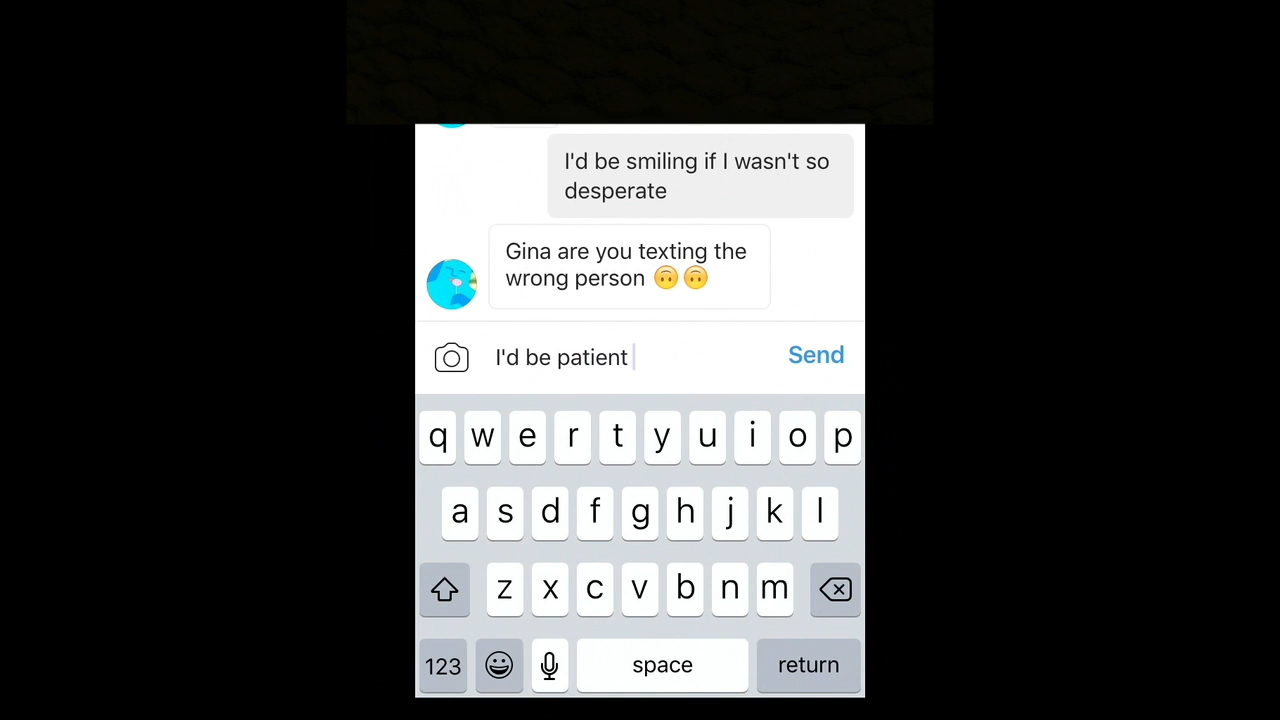 I'd be smiling if I wasn't so
desperate
Gina are you texting the
wrong person 🙃🙃
I'd be patient
Send
q w e r t y u i o p
a s d f g h j k l
z x c v b n m
123 space return